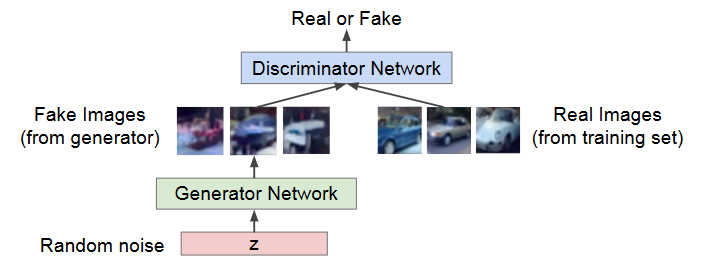 Real or Fake
Discriminator Network
Fake Images
(from generator)
Real Images
(from training set)
Generator Network
Random noise
z